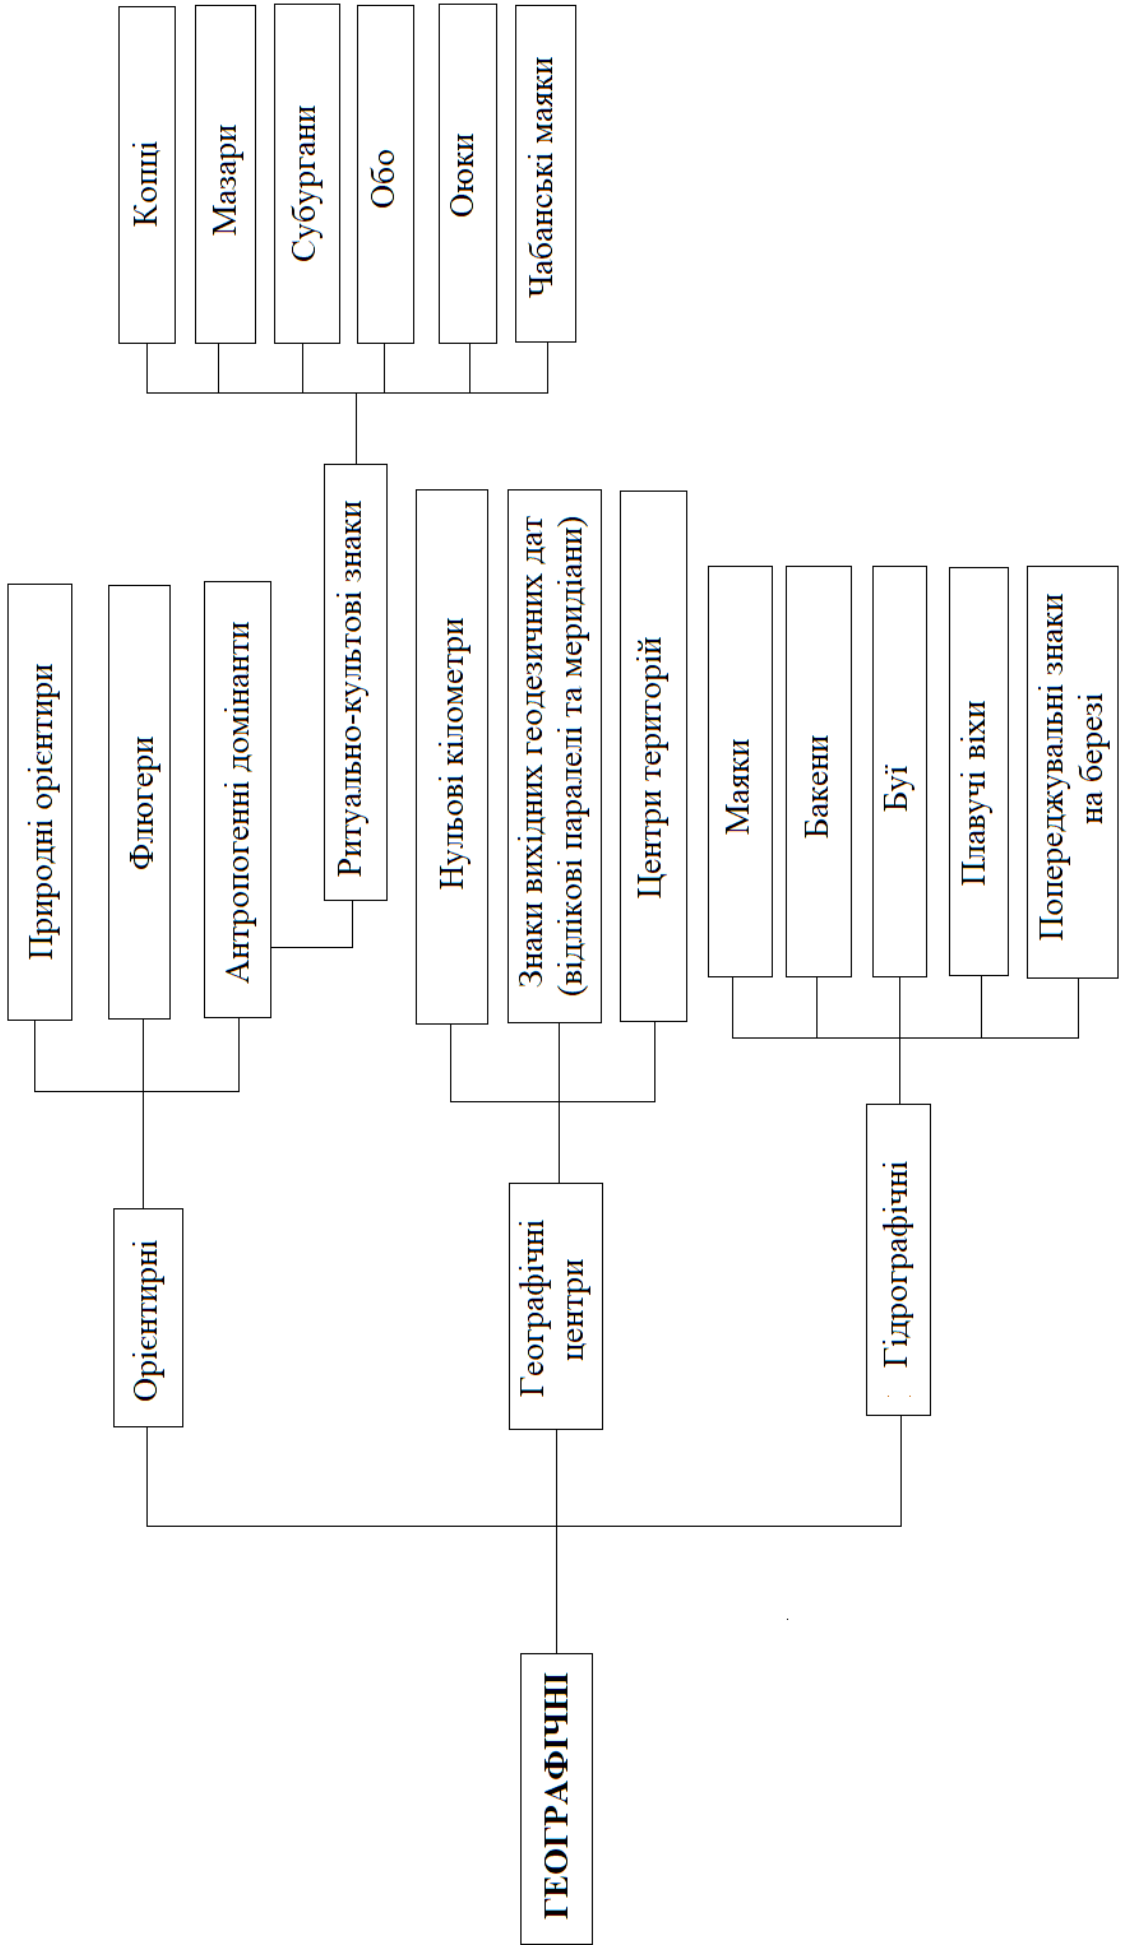 ГЕОГРАФІЧНІ
Орієнтирні
Природні орієнтири
Флюгери
Антропогенні домінанти
Ритуально-культові знаки
Копці
Мазари
Субургани
Обо
Оюки
Чабанські маяки
Географічні
центри
Нульові кілометри
Знаки вихідних геодезичних дат
(відлікові паралелі та меридіани)
Центри територій
Гідрографічні
Маяки
Бакени
Буї
Плавучі віхи
Попереджувальні знаки
на березі